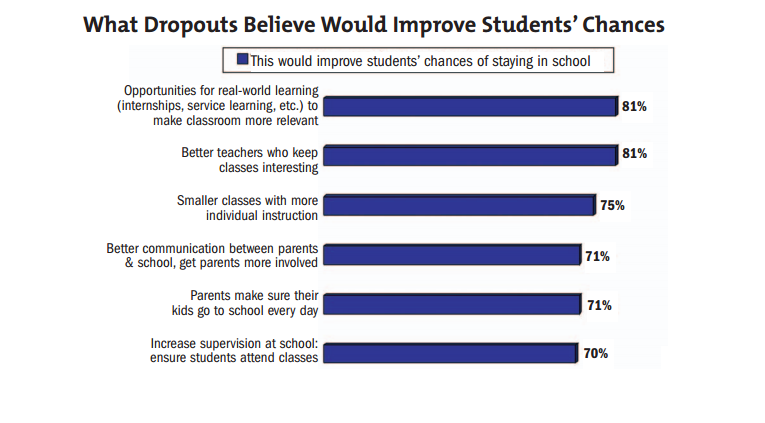 What Dropouts Believe Would Improve Students’ Chances
This would improve students’ chances of staying in school
Opportunities for real-world learning
(internships, service learning, etc.) to
make classroom more relevant
81%
Better teachers who keep
classes interesting
81%
Smaller classes with more
individual instruction
75%
Better communication between parents
& school, get parents more involved
71%
Parents make sure their
kids go to school every day
71%
Increase supervision at school:
ensure students attend classes
70%